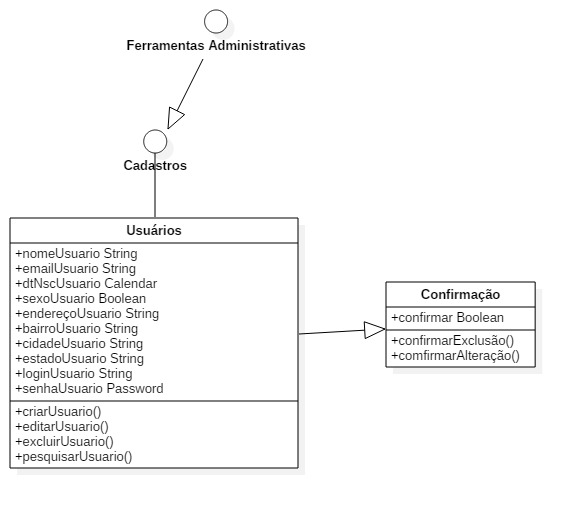 Ferramentas Administrativas
Cadastros
Usuários
+nomeUsuario String
+emailUsuario String
+dtNscUsuario Calendar
+sexoUsuario Boolean
+endereçoUsuario String
+bairroUsuario String
+cidadeUsuario String
+estadoUsuario String
+loginUsuario String
+senhaUsuario Password
+criarUsuario()
+editarUsuario()
+excluirUsuario()
+pesquisarUsuario()
Confirmação
+confirmar Boolean
+confirmarExclusão()
+comfirmarAlteração()